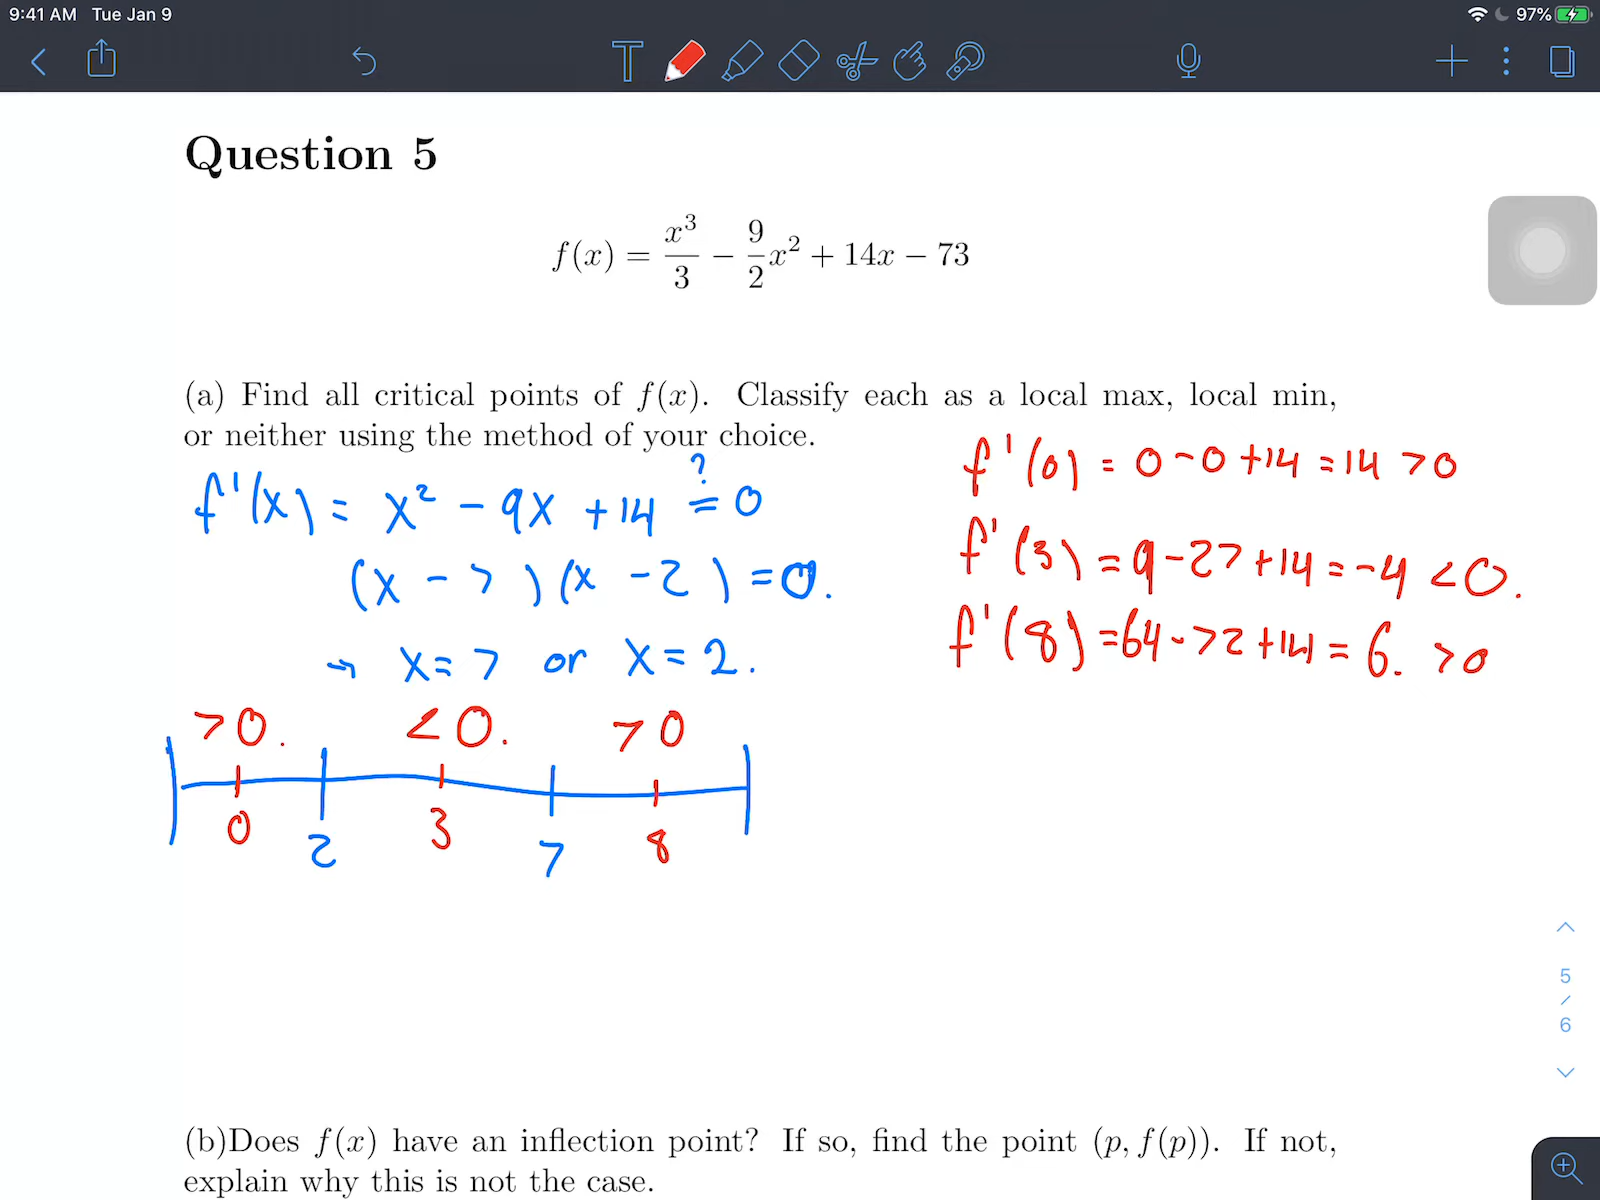 9:41 AM Tue Jan 9
97%
Question 5
f(x) = x³/3 − 9/2 x² + 14x − 73
(a) Find all critical points of f(x). Classify each as a local max, local min,
or neither using the method of your choice.
f'(x) = x² - 9x + 14 ?= 0
(x - 7)(x - 2) = 0.
→ x = 7 or x = 2.
f'(0) = 0 - 0 + 14 = 14 > 0
f'(3) = 9 - 27 + 14 = -4 < 0.
f'(8) = 64 - 72 + 14 = 6. > 0
> 0. < 0. > 0
0 2 3 7 8
5
/
6
(b)Does f(x) have an inflection point? If so, find the point (p, f(p)). If not,
explain why this is not the case.